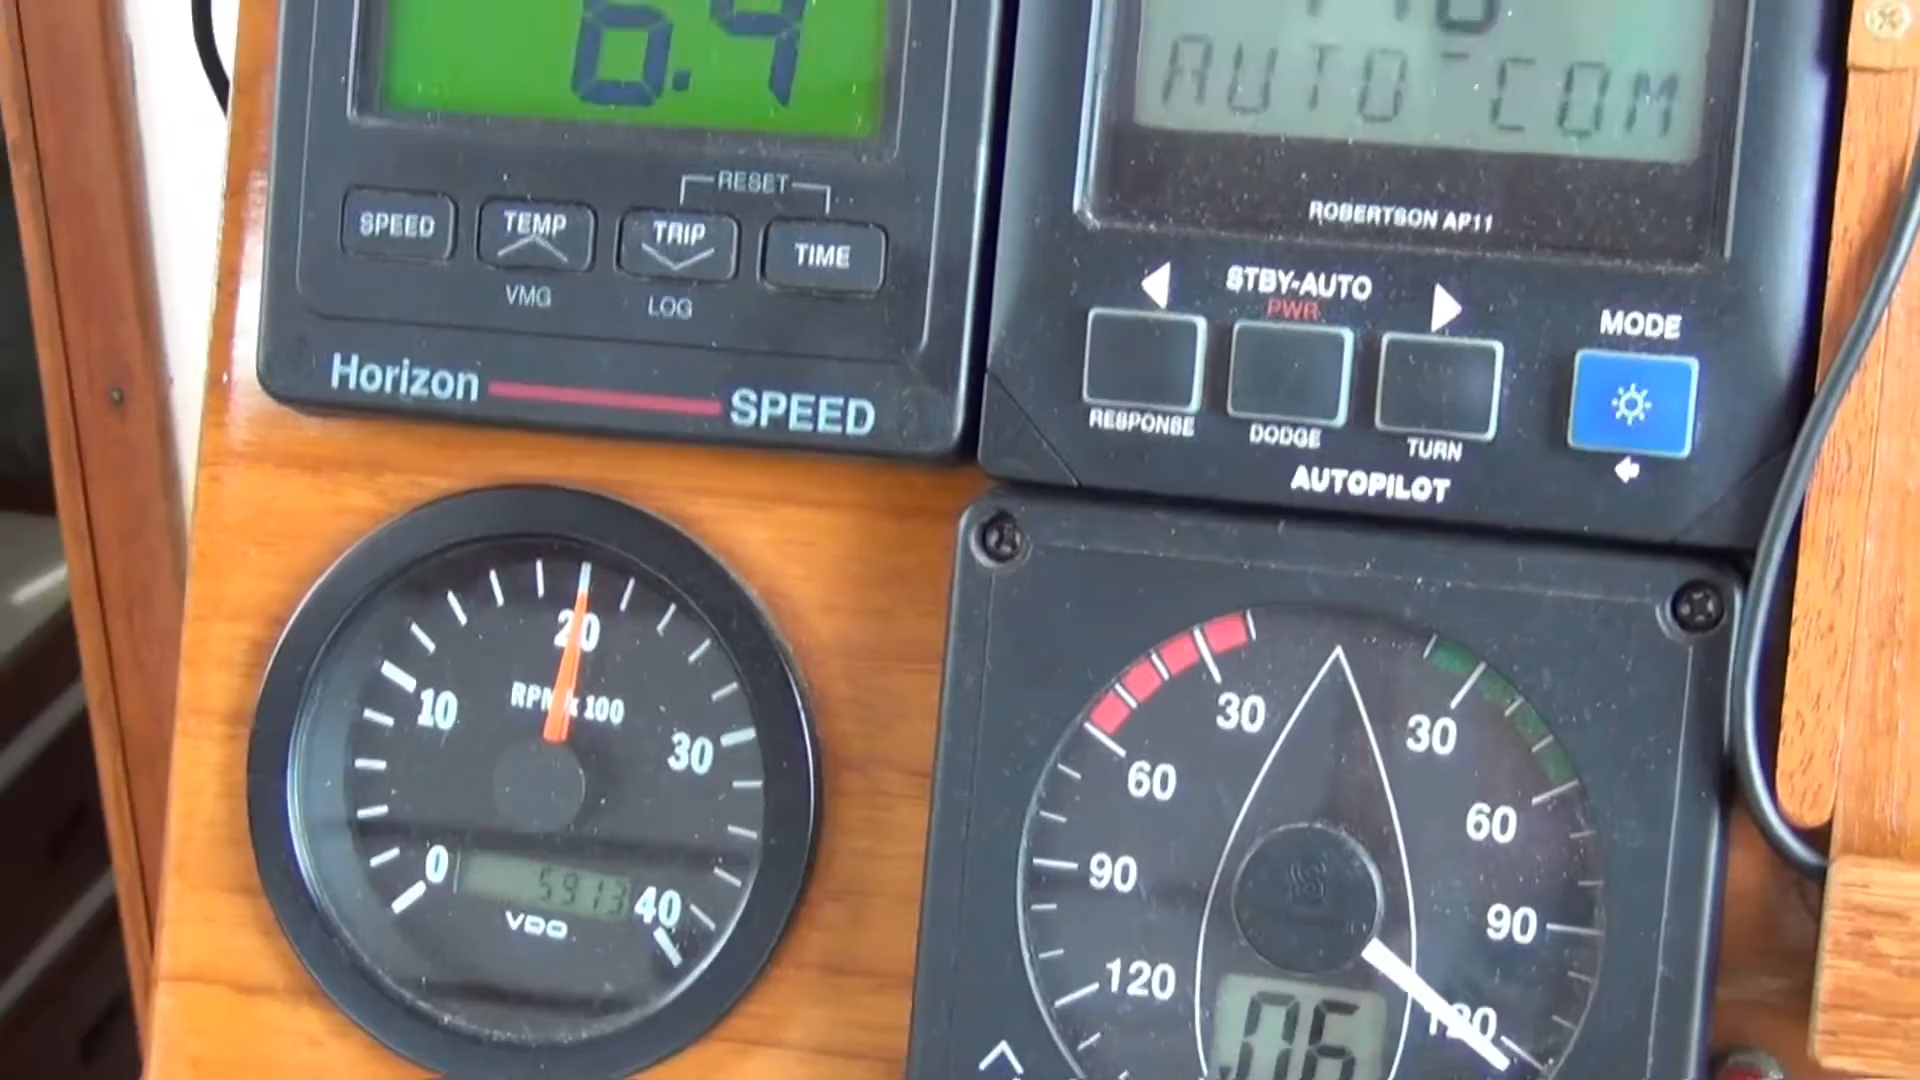 6.4
AUTO COM
RESET
SPEED
TEMP
TRIP
TIME
VMG
LOG
Horizon SPEED
ROBERTSON AP11
STBY-AUTO
PWR
MODE
RESPONSE
DODGE
TURN
AUTOPILOT
20
RPM x 100
10
30
0
5913
40
VDO
30
30
60
60
90
90
120
120
06